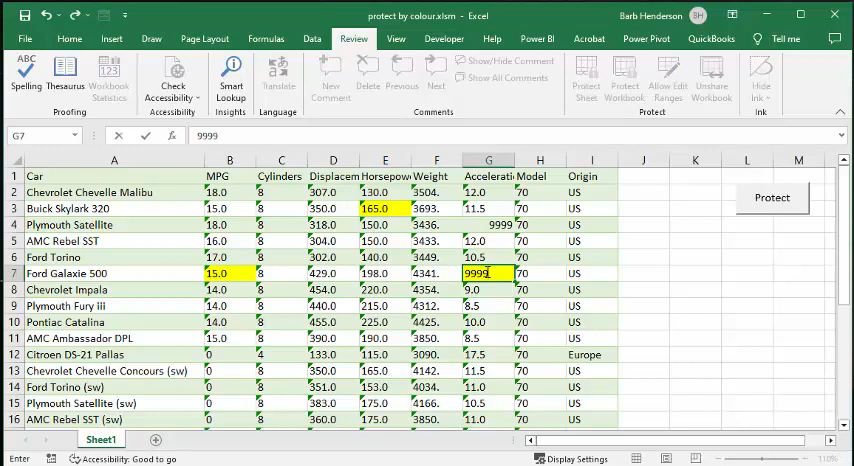 protect by colour.xlsm - Excel
Barb Henderson BH
File Home Insert Draw Page Layout Formulas Data Review View Developer Help Power BI Acrobat Power Pivot QuickBooks Tell me
ABC
Spelling Thesaurus Workbook Statistics
Proofing
Check Accessibility
Accessibility
Smart Lookup
Insights
Translate
Language
New Comment Delete Previous Next Show/Hide Comment Show All Comments
Comments
Protect Sheet Protect Workbook Allow Edit Ranges Unshare Workbook
Protect
Hide Ink
Ink
G7 fx 9999
A B C D E F G H I J K L M
1 Car MPG Cylinders Displacem Horsepow Weight Acceleratio Model Origin
2 Chevrolet Chevelle Malibu 18.0 8 307.0 130.0 3504. 12.0 70 US
3 Buick Skylark 320 15.0 8 350.0 165.0 3693. 11.5 70 US
4 Plymouth Satellite 18.0 8 318.0 150.0 3436. 9999 70 US
5 AMC Rebel SST 16.0 8 304.0 150.0 3433. 12.0 70 US
6 Ford Torino 17.0 8 302.0 140.0 3449. 10.5 70 US
7 Ford Galaxie 500 15.0 8 429.0 198.0 4341. 9999 70 US
8 Chevrolet Impala 14.0 8 454.0 220.0 4354. 9.0 70 US
9 Plymouth Fury iii 14.0 8 440.0 215.0 4312. 8.5 70 US
10 Pontiac Catalina 14.0 8 455.0 225.0 4425. 10.0 70 US
11 AMC Ambassador DPL 15.0 8 390.0 190.0 3850. 8.5 70 US
12 Citroen DS-21 Pallas 0 4 133.0 115.0 3090. 17.5 70 Europe
13 Chevrolet Chevelle Concours (sw) 0 8 350.0 165.0 4142. 11.5 70 US
14 Ford Torino (sw) 0 8 351.0 153.0 4034. 11.0 70 US
15 Plymouth Satellite (sw) 0 8 383.0 175.0 4166. 10.5 70 US
16 AMC Rebel SST (sw) 0 8 360.0 175.0 3850. 11.0 70 US
Protect
Sheet1
Enter Accessibility: Good to go Display Settings 110%